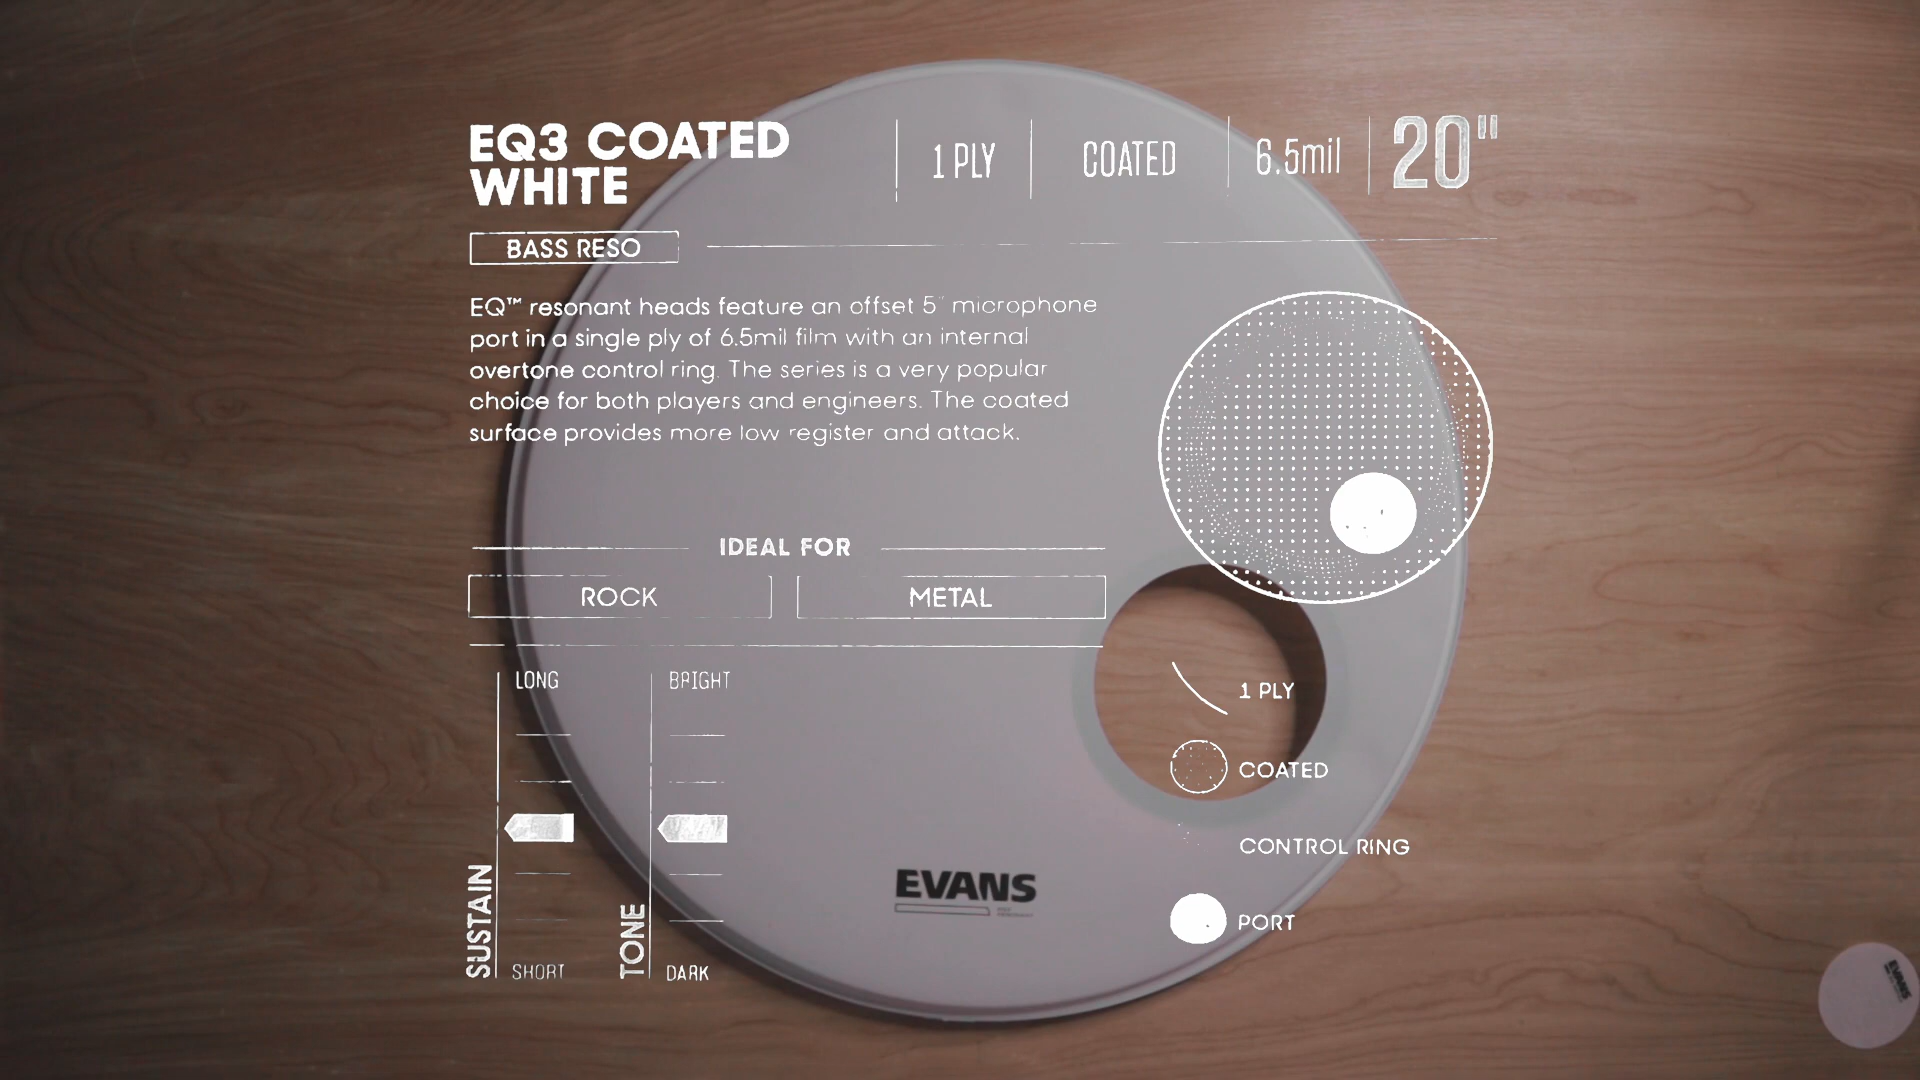 EQ3 COATED
WHITE
1 PLY
COATED
6.5mil
20"
BASS RESO
EQ™ resonant heads feature an offset 5" microphone
port in a single ply of 6.5mil film with an internal
overtone control ring. The series is a very popular
choice for both players and engineers. The coated
surface provides more low register and attack.
IDEAL FOR
ROCK
METAL
SUSTAIN
LONG
SHORT
TONE
BRIGHT
DARK
1 PLY
COATED
CONTROL RING
PORT
EVANS
EVANS